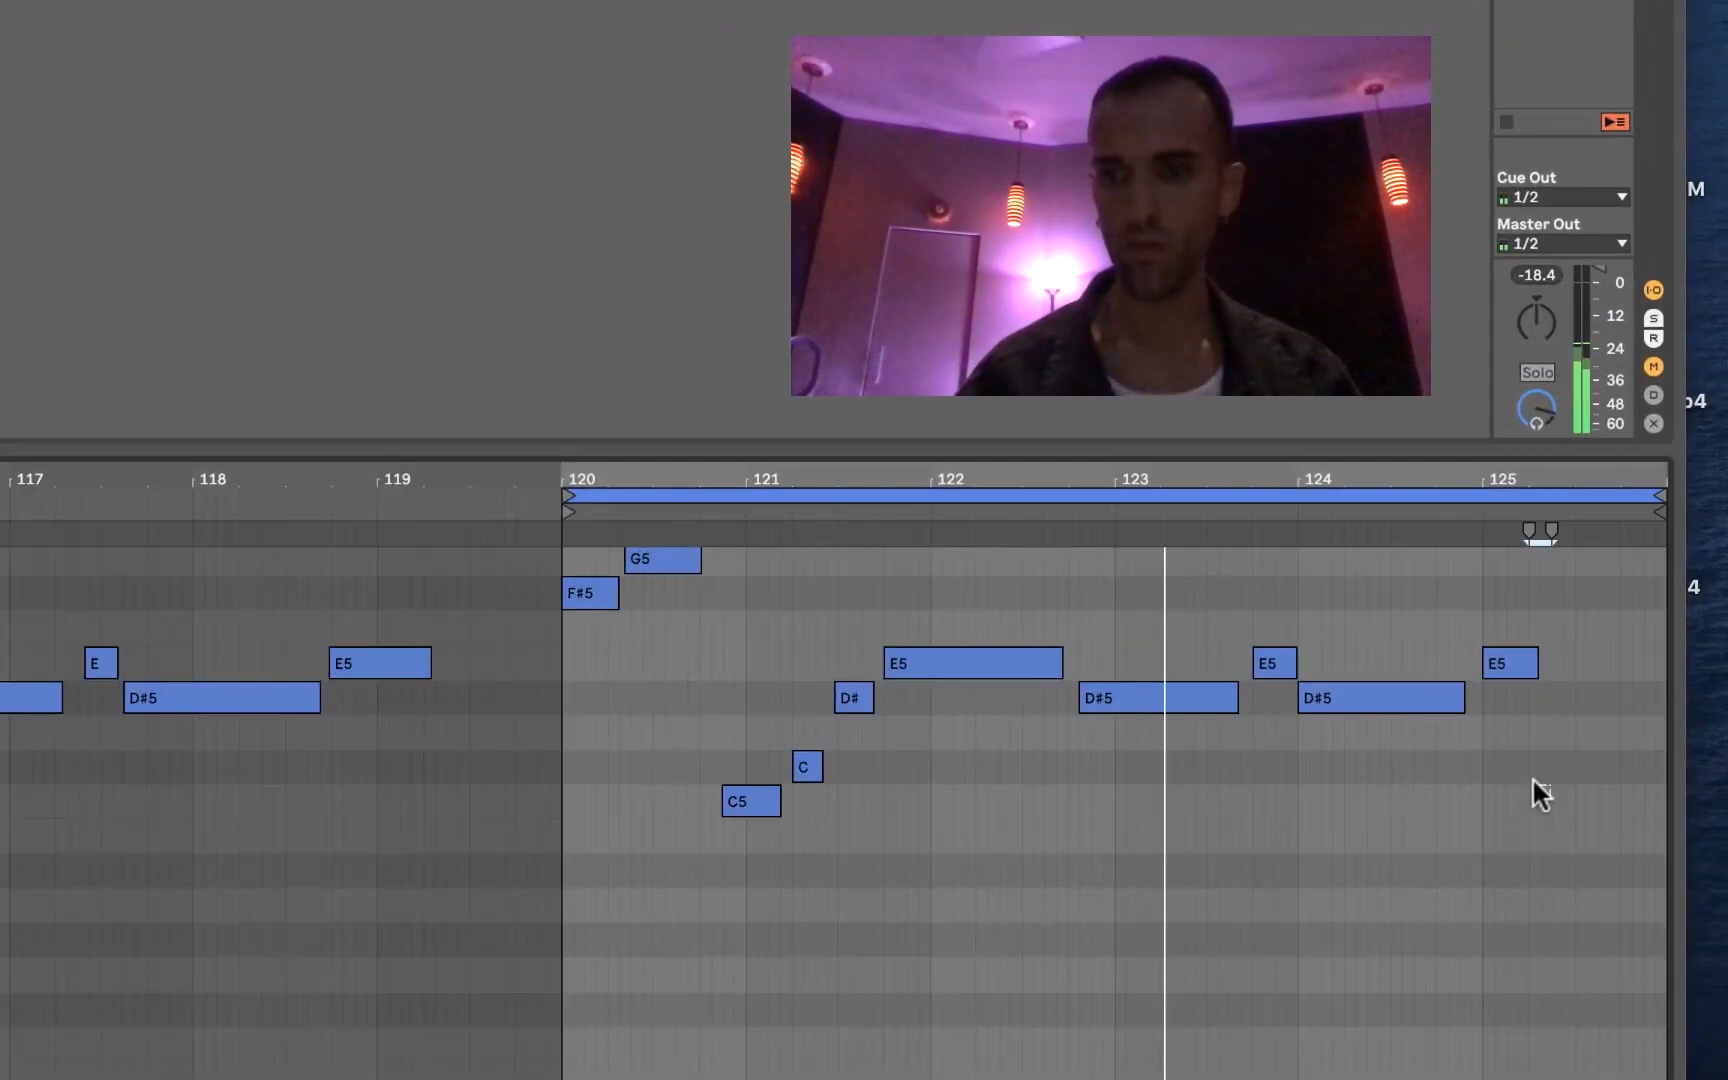 M
Cue Out
1/2
Master Out
1/2
-18.4
0
12
24
36
48
60
Solo
I·O
S
R
M
D
X
4
117 118 119 120 121 122 123 124 125
G5
F#5
E E5 E5 E5 E5
D#5 D# D#5 D#5
C
C5
4